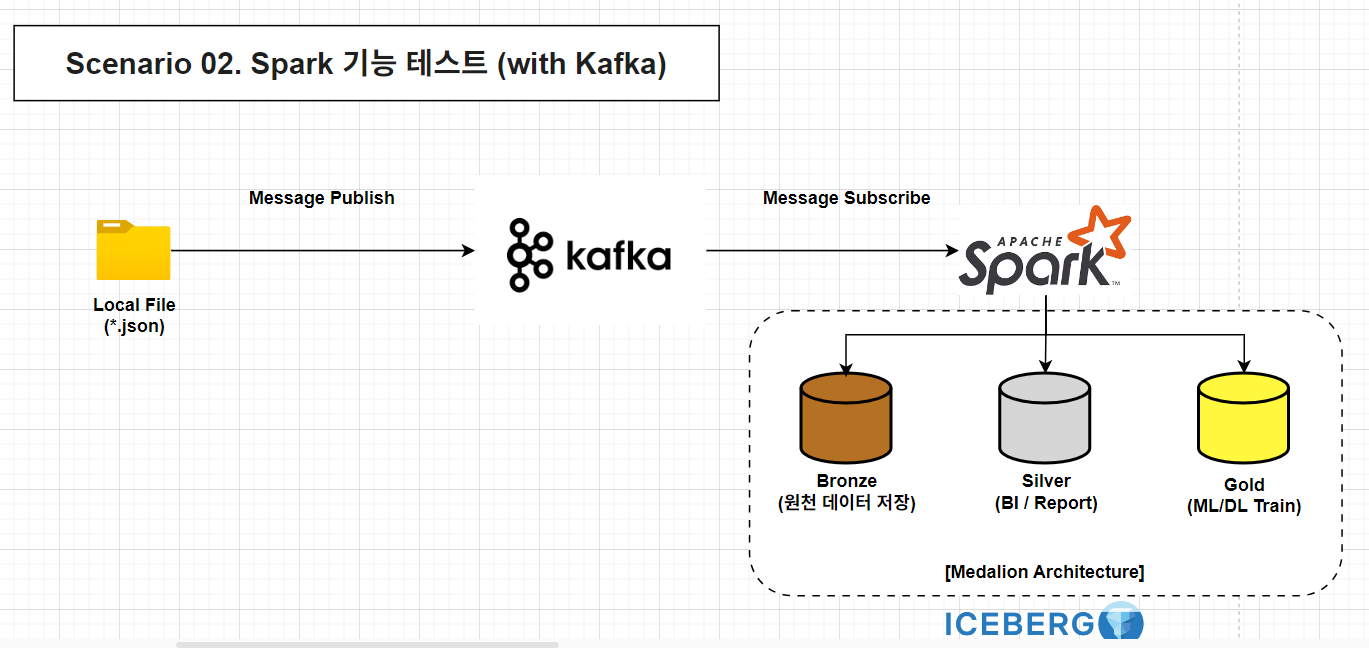 Scenario 02. Spark 기능 테스트 (with Kafka)
Message Publish
Message Subscribe
kafka
APACHE
Spark™
Local File
(*.json)
Bronze
(원천 데이터 저장)
Silver
(BI / Report)
Gold
(ML/DL Train)
[Medalion Architecture]
ICEBERG